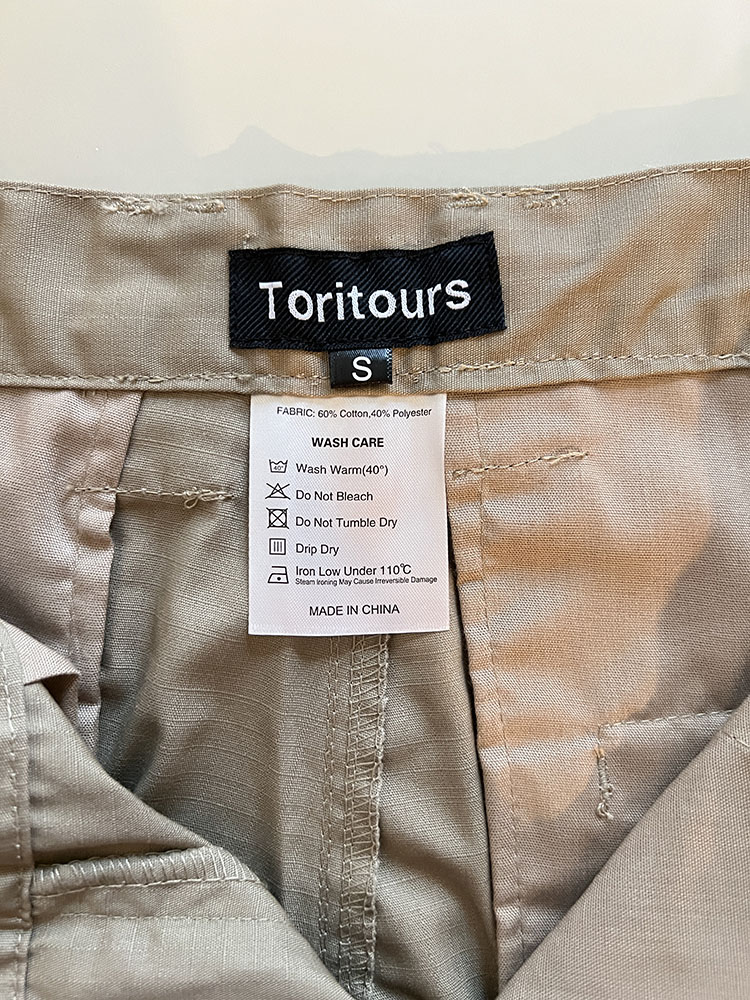 Toritours
S
FABRIC: 60% Cotton,40% Polyester
WASH CARE
40°
Wash Warm(40°)
Do Not Bleach
Do Not Tumble Dry
Drip Dry
Iron Low Under 110℃
Steam Ironing May Cause Irreversible Damage
MADE IN CHINA